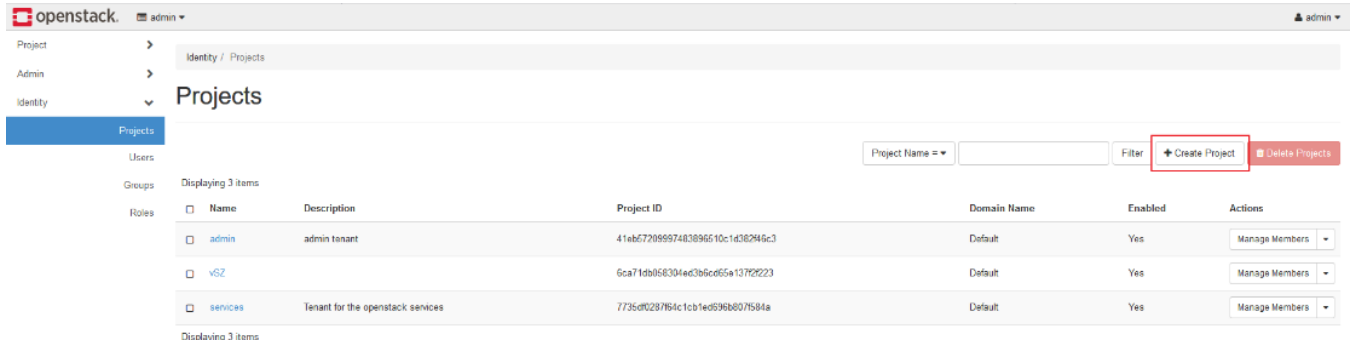 openstack. admin admin
Project
Admin
Identity
Projects
Users
Groups
Roles
Identity / Projects
Projects
Project Name = Filter Create Project Delete Projects
Displaying 3 items
Name Description Project ID Domain Name Enabled Actions
admin admin tenant 41eb57209997483896510c1d382f46c3 Default Yes Manage Members
vSZ 6ca71db058304ed3b6cd65e137f2f223 Default Yes Manage Members
services Tenant for the openstack services 7735df0287f64c1cb1ed696b807f584a Default Yes Manage Members
Displaying 3 items